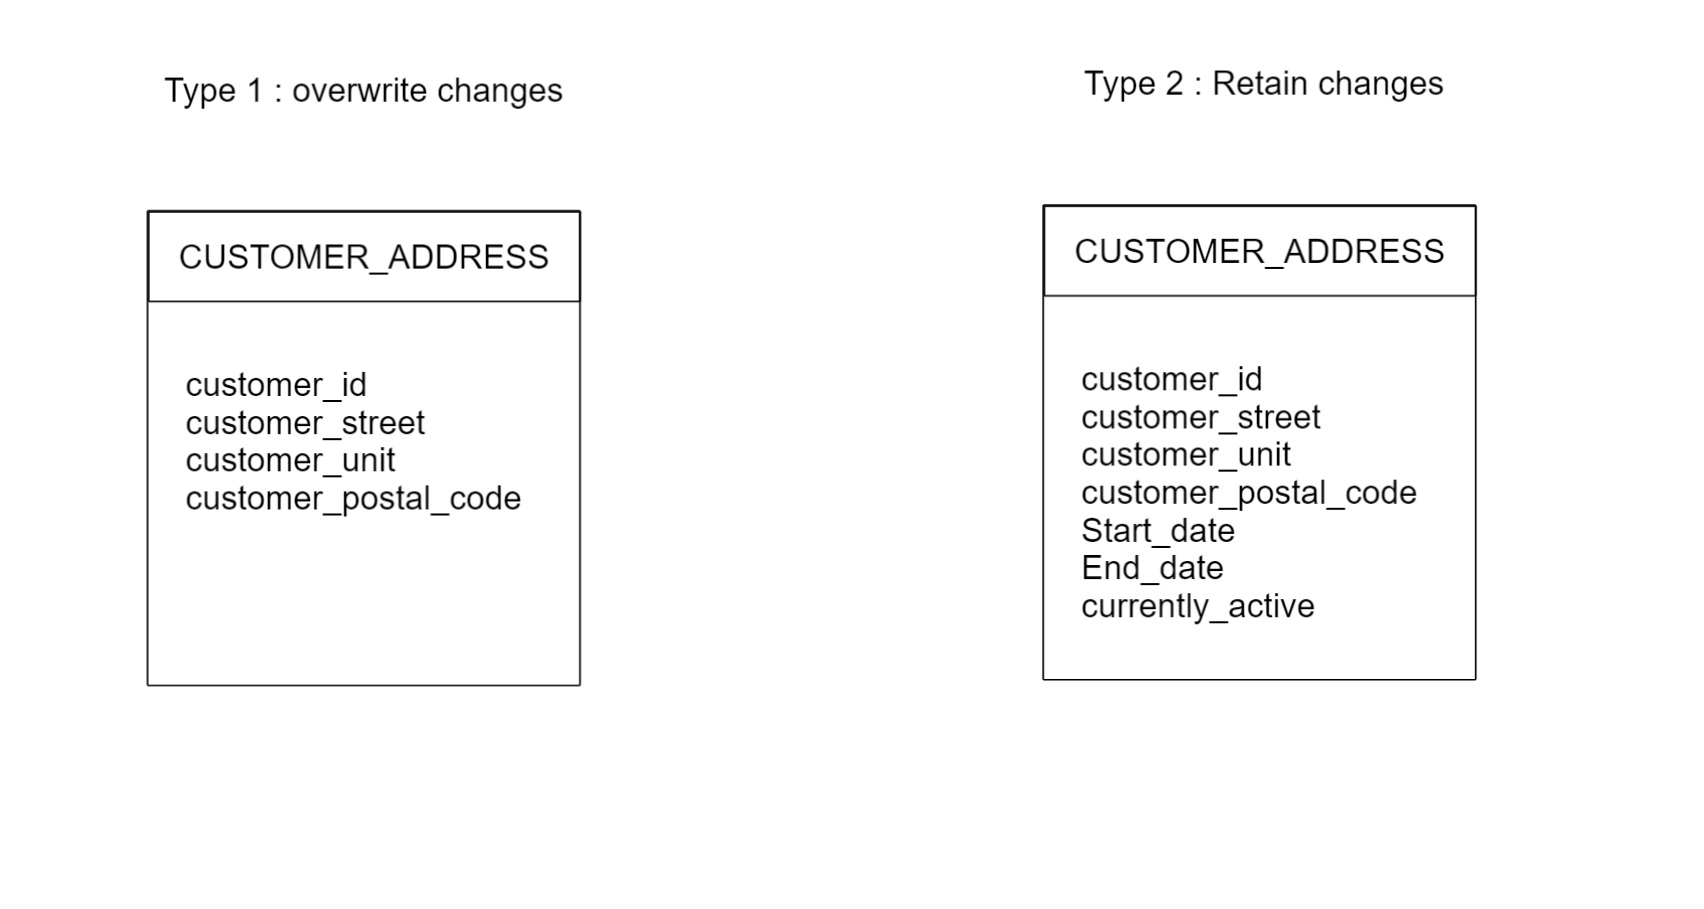 Type 1 : overwrite changes
CUSTOMER_ADDRESS
customer_id
customer_street
customer_unit
customer_postal_code
Type 2 : Retain changes
CUSTOMER_ADDRESS
customer_id
customer_street
customer_unit
customer_postal_code
Start_date
End_date
currently_active